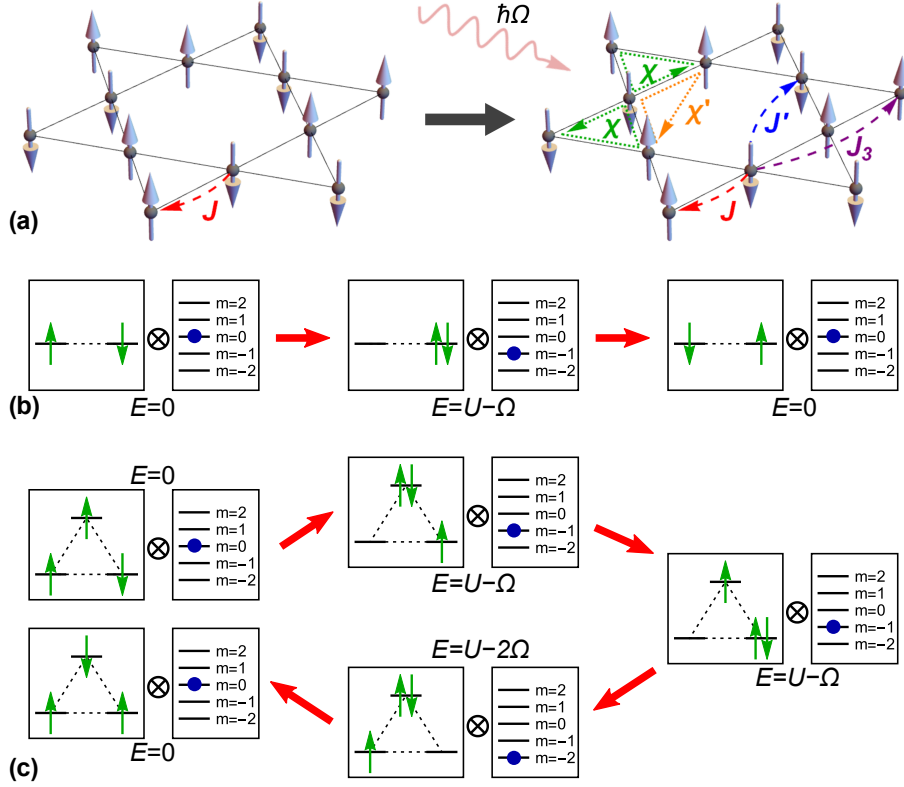 ℏΩ
χ
χ
χ'
J'
J₃
J
J
(a)
m=2
m=1
m=0
m=−1
m=−2
m=2
m=1
m=0
m=−1
m=−2
m=2
m=1
m=0
m=−1
m=−2
E=0
E=U−Ω
E=0
(b)
E=0
m=2
m=1
m=0
m=−1
m=−2
m=2
m=1
m=0
m=−1
m=−2
E=U−Ω
m=2
m=1
m=0
m=−1
m=−2
E=U−Ω
m=2
m=1
m=0
m=−1
m=−2
E=0
E=U−2Ω
m=2
m=1
m=0
m=−1
m=−2
(c)